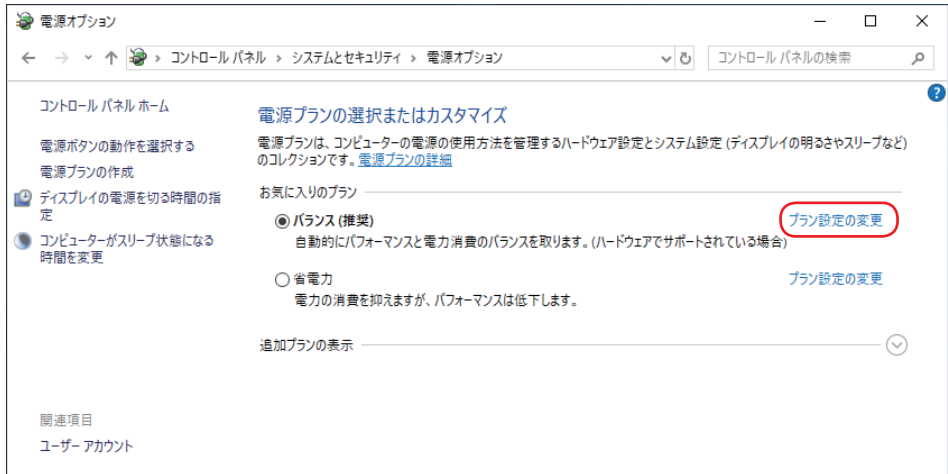 電源オプション
コントロール パネル › システムとセキュリティ › 電源オプション
コントロール パネルの検索
コントロール パネル ホーム
電源ボタンの動作を選択する
電源プランの作成
ディスプレイの電源を切る時間の指
定
コンピューターがスリープ状態になる
時間を変更
関連項目
ユーザー アカウント
電源プランの選択またはカスタマイズ
電源プランは、コンピューターの電源の使用方法を管理するハードウェア設定とシステム設定 (ディスプレイの明るさやスリープなど)
のコレクションです。電源プランの詳細
お気に入りのプラン
バランス (推奨) プラン設定の変更
自動的にパフォーマンスと電力消費のバランスを取ります。(ハードウェアでサポートされている場合)
省電力 プラン設定の変更
電力の消費を抑えますが、パフォーマンスは低下します。
追加プランの表示